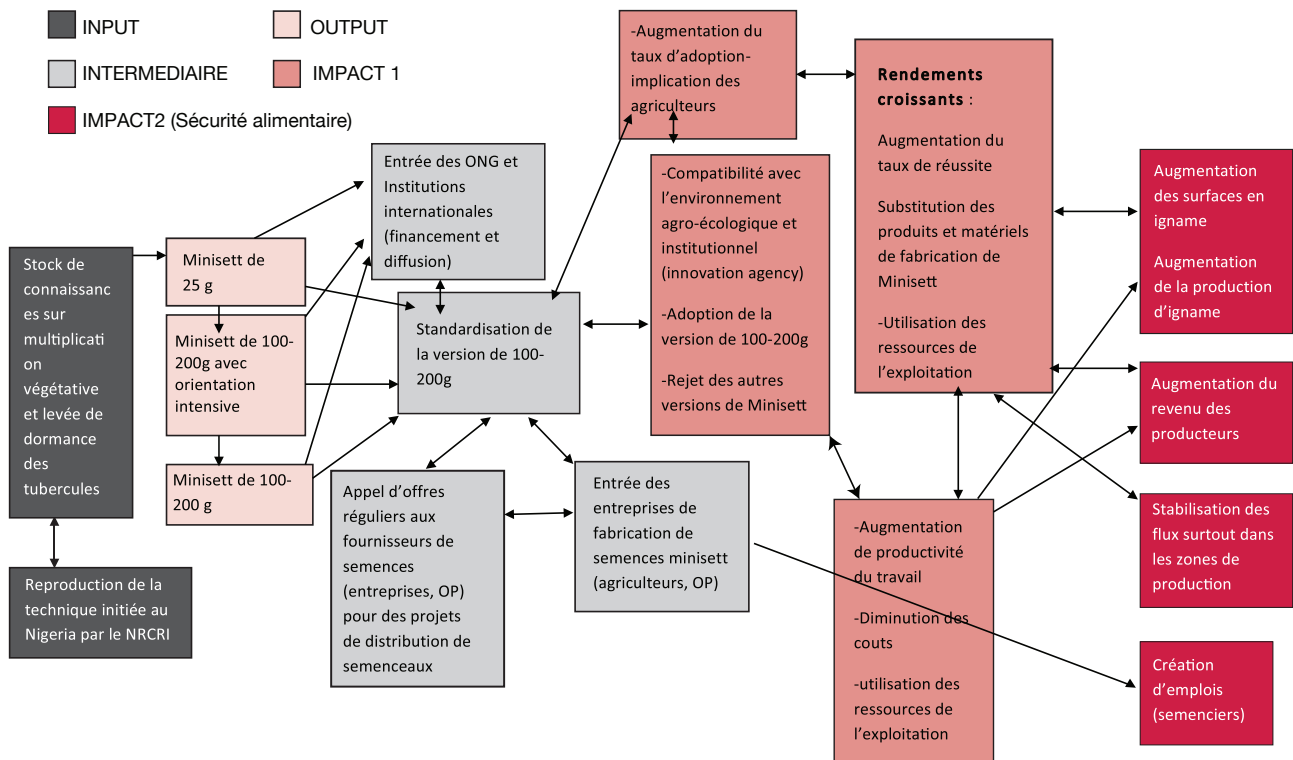 INPUT
OUTPUT
INTERMEDIAIRE
IMPACT 1
IMPACT2 (Sécurité alimentaire)
Stock de
connaissanc
es sur
multiplicati
on
végétative
et levée de
dormance
des
tubercules
Reproduction de la
technique initiée au
Nigeria par le NRCRI
Minisett de
25 g
Minisett de 100-
200g avec
orientation
intensive
Minisett de 100-
200 g
Entrée des ONG et
Institutions
internationales
(financement et
diffusion)
Standardisation de
la version de 100-
200g
Appel d’offres
réguliers aux
fournisseurs de
semences
(entreprises, OP)
pour des projets
de distribution de
semenceaux
Entrée des
entreprises de
fabrication de
semences minisett
(agriculteurs, OP)
-Augmentation du
taux d’adoption-
implication des
agriculteurs
-Compatibilité avec
l’environnement
agro-écologique et
institutionnel
(innovation agency)
-Adoption de la
version de 100-200g
-Rejet des autres
versions de Minisett
Rendements
croissants :
Augmentation du
taux de réussite
Substitution des
produits et matériels
de fabrication de
Minisett
-Utilisation des
ressources de
l’exploitation
-Augmentation
de productivité
du travail
-Diminution des
couts
-utilisation des
ressources de
l’exploitation
Augmentation
des surfaces en
igname
Augmentation
de la production
d’igname
Augmentation du
revenu des
producteurs
Stabilisation des
flux surtout dans
les zones de
production
Création
d’emplois
(semenciers)